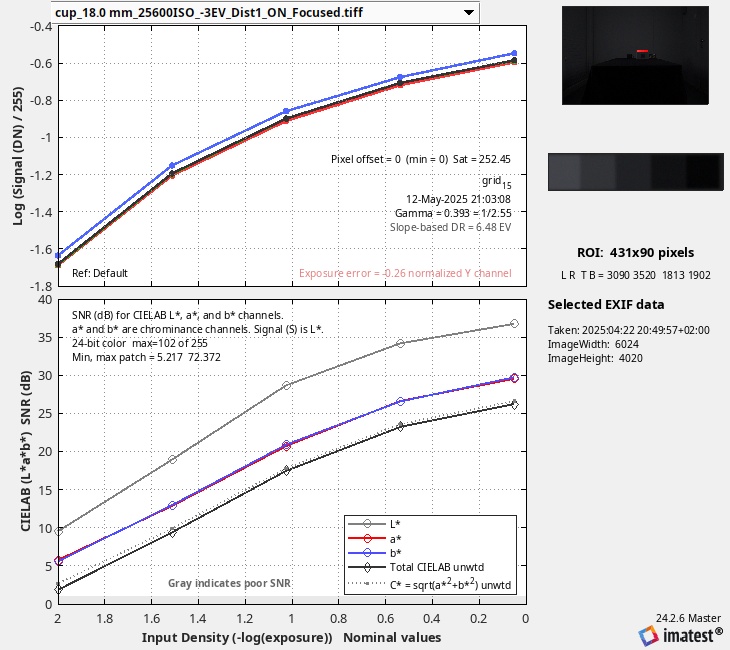 cup_18.0 mm_25600ISO_-3EV_Dist1_ON_Focused.tiff
-0.4
-0.6
-0.8
-1
-1.2
-1.4
-1.6
-1.8
Log (Signal (DN) / 255)
Pixel offset = 0 (min = 0) Sat = 252.45
grid15
12-May-2025 21:03:08
Gamma = 0.393 = 1/2.55
Slope-based DR = 6.48 EV
Ref: Default
Exposure error = -0.26 normalized Y channel
40
35
30
25
20
15
10
5
0
CIELAB (L*a*b*) SNR (dB)
SNR (dB) for CIELAB L*, a*, and b* channels.
a* and b* are chrominance channels. Signal (S) is L*.
24-bit color max=102 of 255
Min, max patch = 5.217 72.372
L*
a*
b*
Total CIELAB unwtd
C* = sqrt(a*2+b*2) unwtd
Gray indicates poor SNR
2 1.8 1.6 1.4 1.2 1 0.8 0.6 0.4 0.2 0
Input Density (-log(exposure)) Nominal values
ROI: 431x90 pixels
L R T B = 3090 3520 1813 1902
Selected EXIF data
Taken: 2025:04:22 20:49:57+02:00
ImageWidth: 6024
ImageHeight: 4020
24.2.6 Master
imatest®